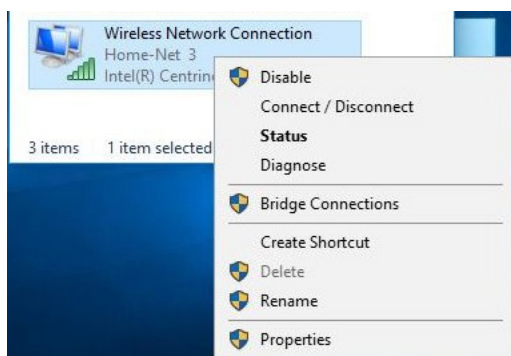 Wireless Network Connection
Home-Net 3
Intel(R)
Disable
Connect / Disconnect
Status
Diagnose
Bridge Connections
Create Shortcut
Delete
Rename
Properties
3 items 1 item selected